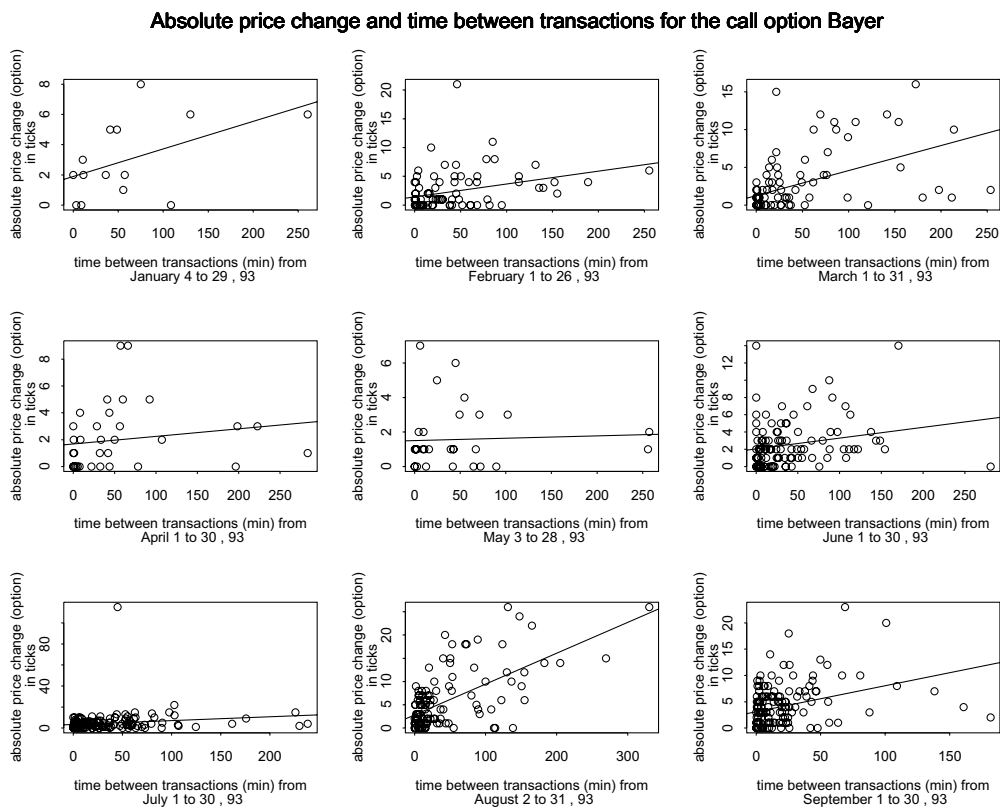 Absolute price change and time between transactions for the call option Bayer
absolute price change (option)
in ticks
0 2 4 6 8
0 50 100 150 200 250
time between transactions (min) from
January 4 to 29 , 93
absolute price change (option)
in ticks
0 5 10 20
0 50 100 150 200 250
time between transactions (min) from
February 1 to 26 , 93
absolute price change (option)
in ticks
0 5 10 15
0 50 100 150 200 250
time between transactions (min) from
March 1 to 31 , 93
absolute price change (option)
in ticks
0 2 4 6 8
0 50 100 150 200 250
time between transactions (min) from
April 1 to 30 , 93
absolute price change (option)
in ticks
0 2 4 6
0 50 100 150 200 250
time between transactions (min) from
May 3 to 28 , 93
absolute price change (option)
in ticks
0 2 4 8 12
0 50 100 150 200 250
time between transactions (min) from
June 1 to 30 , 93
absolute price change (option)
in ticks
0 40 80
0 50 100 150 200
time between transactions (min) from
July 1 to 30 , 93
absolute price change (option)
in ticks
0 5 10 20
0 100 200 300
time between transactions (min) from
August 2 to 31 , 93
absolute price change (option)
in ticks
0 5 10 20
0 50 100 150
time between transactions (min) from
September 1 to 30 , 93